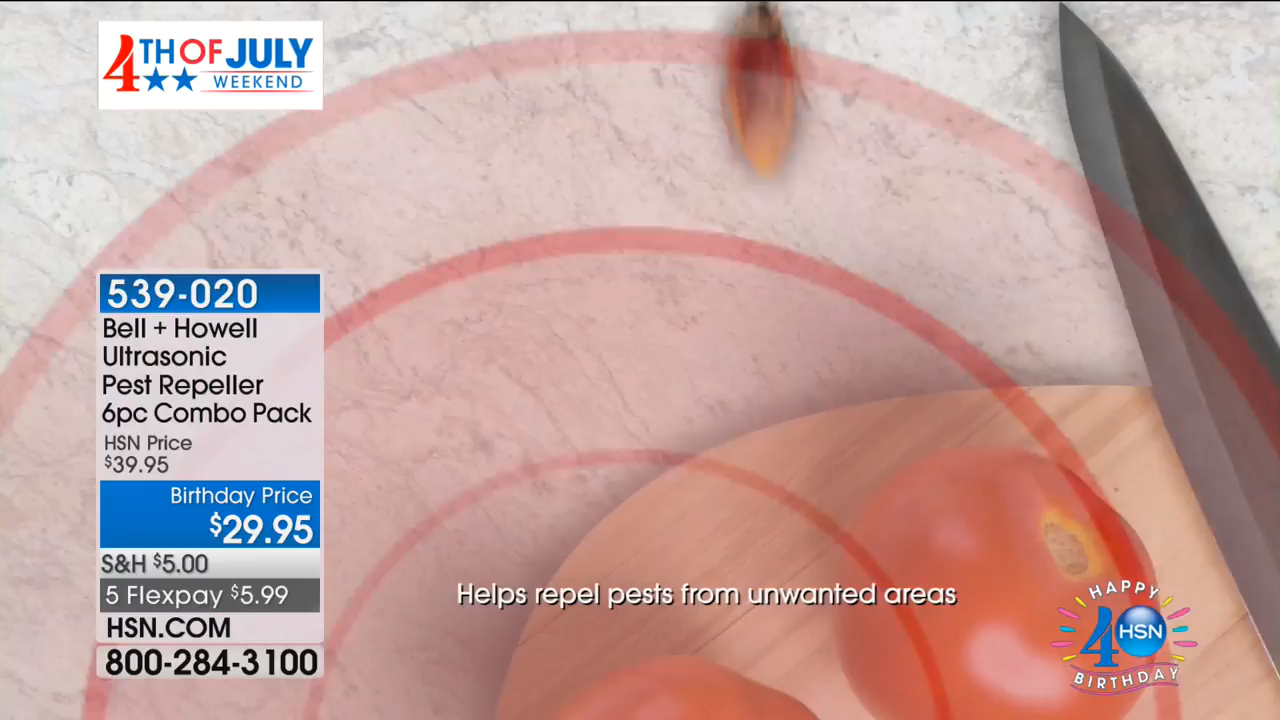 4TH OF JULY
WEEKEND
539-020
Bell + Howell
Ultrasonic
Pest Repeller
6pc Combo Pack
HSN Price
$39.95
Birthday Price
$29.95
S&H $5.00
5 Flexpay $5.99
HSN.COM
800-284-3100
Helps repel pests from unwanted areas
HAPPY
40 HSN
BIRTHDAY